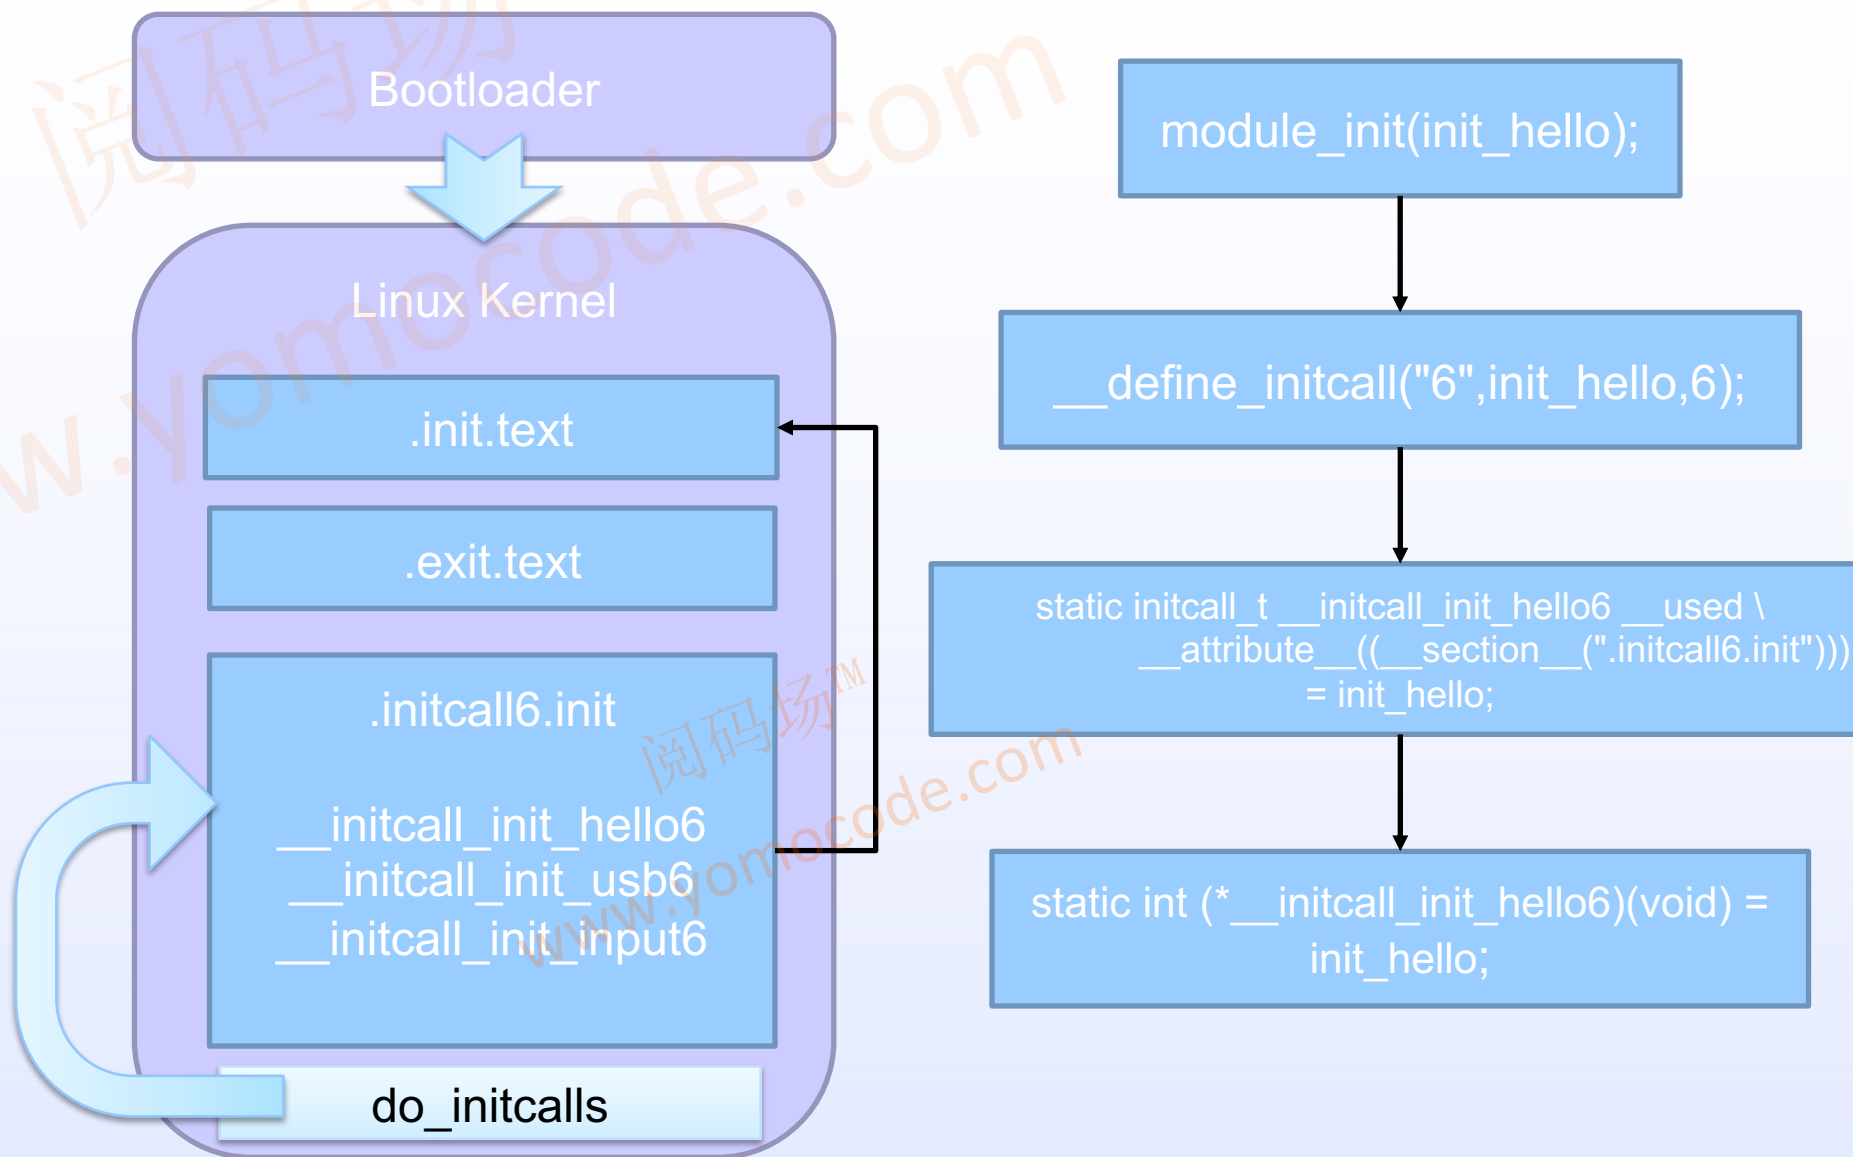 Bootloader
Linux Kernel
.init.text
.exit.text
.initcall6.init
__initcall_init_hello6
__initcall_init_usb6
__initcall_init_input6
do_initcalls
module_init(init_hello);
__define_initcall("6",init_hello,6);
static initcall_t __initcall_init_hello6 __used \
__attribute__((__section__(".initcall6.init")))
= init_hello;
static int (*__initcall_init_hello6)(void) =
init_hello;
阅码场
w.yomocode.com
阅码场™
www.yomocode.com